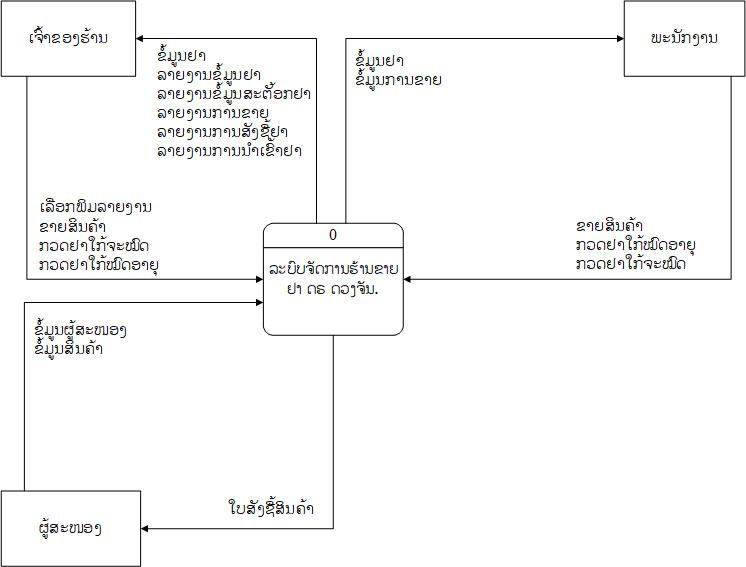 ເຈົ້າຂອງຮ້ານ
ພະນັກງານ
ຂໍ້ມູນຢາ
ລາຍງານຂໍ້ມູນຢາ
ລາຍງານຂໍ້ມູນສະຕັອກຢາ
ລາຍງານການຂາຍ
ລາຍງານການສັ່ງຊື້ຢາ
ລາຍງານການນຳເຂົ້າຢາ
ຂໍ້ມູນຢາ
ຂໍ້ມູນການຂາຍ
ເລືອກພິມລາຍງານ
ຂາຍສິນຄ້າ
ກວດຢາໃກ້ຈະໝົດ
ກວດຢາໃກ້ໝົດອາຍຸ
0
ລະບົບຈັດການຮ້ານຂາຍ
ຢາ ດຣ ດວງຈັນ.
ຂາຍສິນຄ້າ
ກວດຢາໃກ້ໝົດອາຍຸ
ກວດຢາໃກ້ຈະໝົດ
ຂໍ້ມູນຜູ້ສະໜອງ
ຂໍ້ມູນສິນຄ້າ
ໃບສັ່ງຊື້ສິນຄ້າ
ຜູ້ສະໜອງ